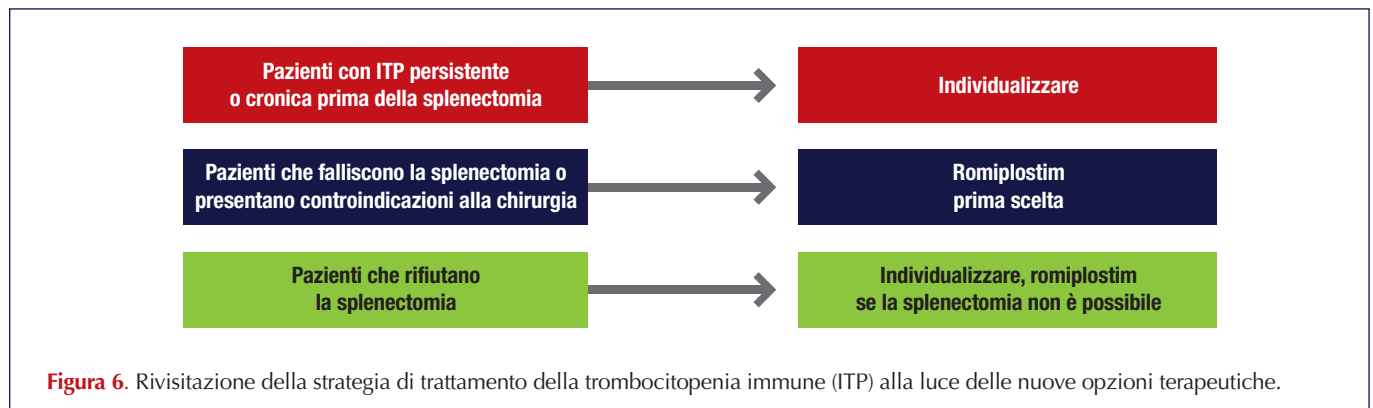 Pazienti con ITP persistente
o cronica prima della splenectomia
Individualizzare
Pazienti che falliscono la splenectomia o
presentano controindicazioni alla chirurgia
Romiplostim
prima scelta
Pazienti che rifiutano
la splenectomia
Individualizzare, romiplostim
se la splenectomia non è possibile
Figura 6. Rivisitazione della strategia di trattamento della trombocitopenia immune (ITP) alla luce delle nuove opzioni terapeutiche.